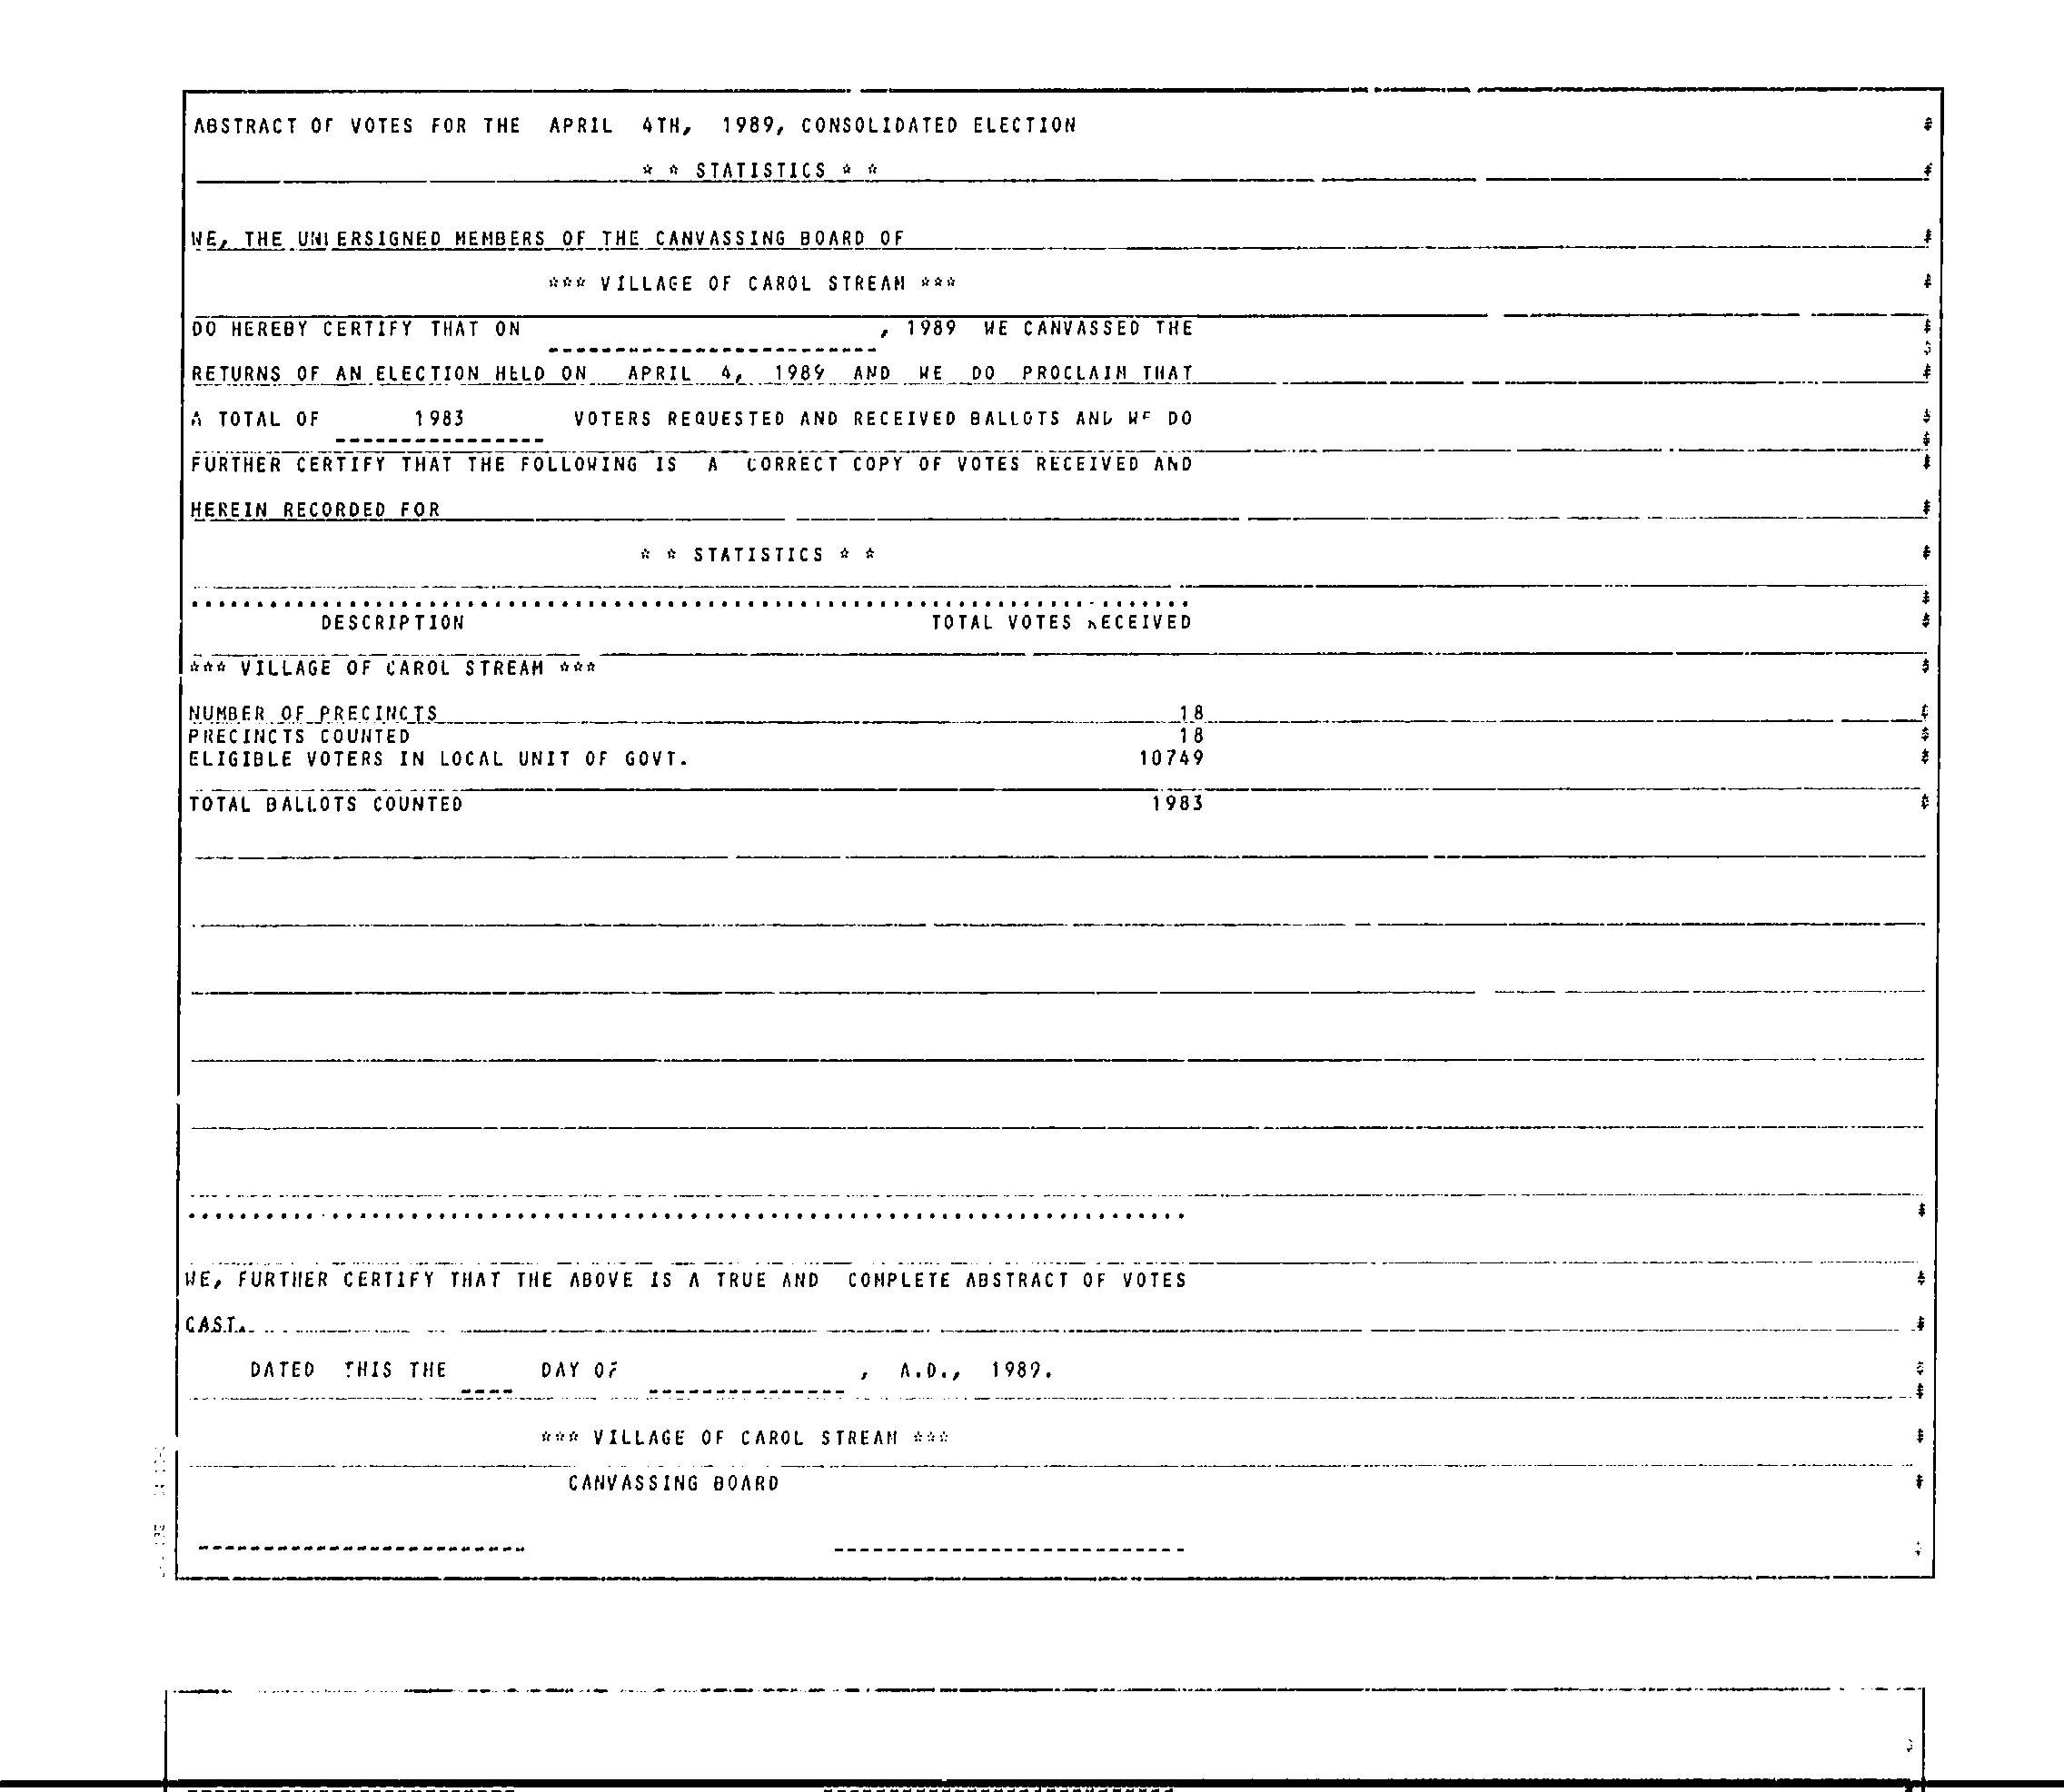 ABSTRACT OF VOTES FOR THE APRIL 4TH, 1989, CONSOLIDATED ELECTION
* * STATISTICS * *
WE, THE UNDERSIGNED MEMBERS OF THE CANVASSING BOARD OF
*** VILLAGE OF CAROL STREAM ***
DO HEREBY CERTIFY THAT ON , 1989 WE CANVASSED THE
RETURNS OF AN ELECTION HELD ON APRIL 4, 1989 AND WE DO PROCLAIM THAT
A TOTAL OF 1983 VOTERS REQUESTED AND RECEIVED BALLOTS AND WE DO
FURTHER CERTIFY THAT THE FOLLOWING IS A CORRECT COPY OF VOTES RECEIVED AND
HEREIN RECORDED FOR
* * STATISTICS * *
DESCRIPTION TOTAL VOTES RECEIVED
*** VILLAGE OF CAROL STREAM ***
NUMBER OF PRECINCTS 18
PRECINCTS COUNTED 18
ELIGIBLE VOTERS IN LOCAL UNIT OF GOVT. 10749
TOTAL BALLOTS COUNTED 1983
WE, FURTHER CERTIFY THAT THE ABOVE IS A TRUE AND COMPLETE ABSTRACT OF VOTES
CAST.
DATED THIS THE DAY OF , A.D., 1989.
*** VILLAGE OF CAROL STREAM ***
CANVASSING BOARD